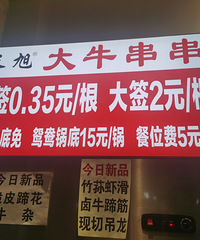 旭 大牛串串
签0.35元/根 大签2元/
底免 鸳鸯锅底15元/锅 餐位费5元
今日新品
脆皮蹄花
牛杂
今日新品
竹荪虾滑
卤牛蹄筋
现切吊龙